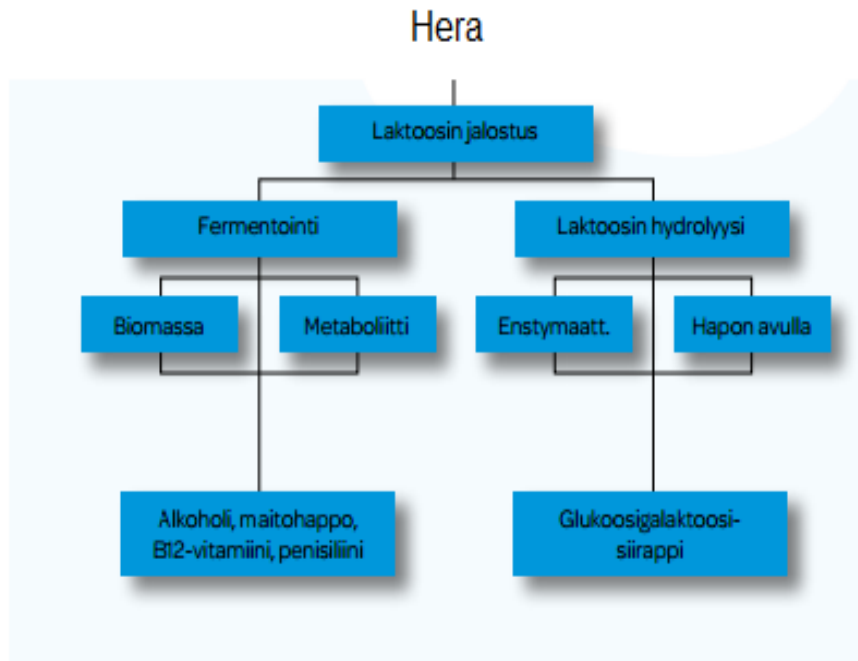 Hera
Laktoosin jalostus
Fermentointi
Laktoosin hydrolyysi
Biomassa
Metaboliitti
Enstymaatt.
Hapon avulla
Alkoholi, maitohappo,
B12-vitamiini, penisiliini
Glukoosigalaktoosi-
siirappi